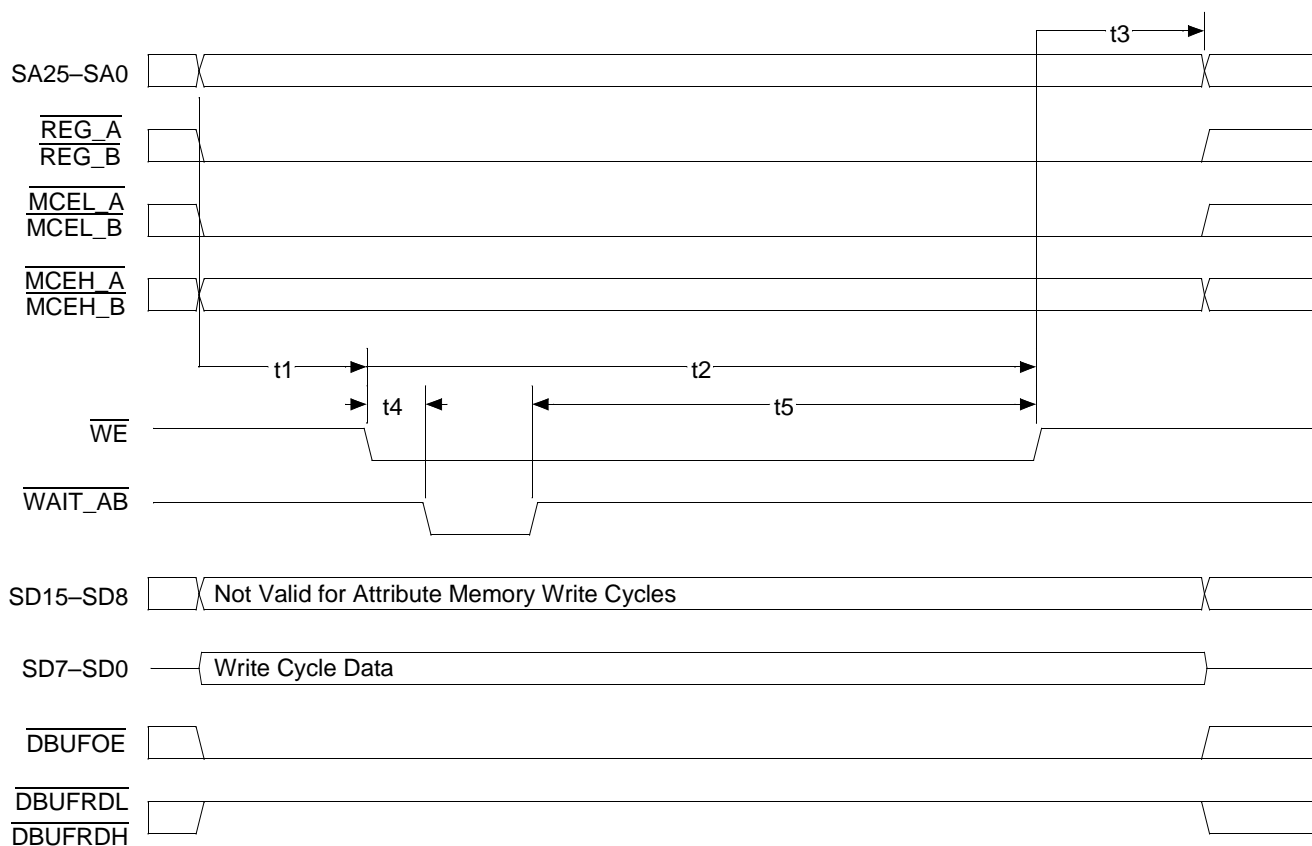 t3
SA25–SA0
REG_A
REG_B
MCEL_A
MCEL_B
MCEH_A
MCEH_B
t1
t2
t4
t5
WE
WAIT_AB
SD15–SD8
Not Valid for Attribute Memory Write Cycles
SD7–SD0
Write Cycle Data
DBUFOE
DBUFRDL
DBUFRDH